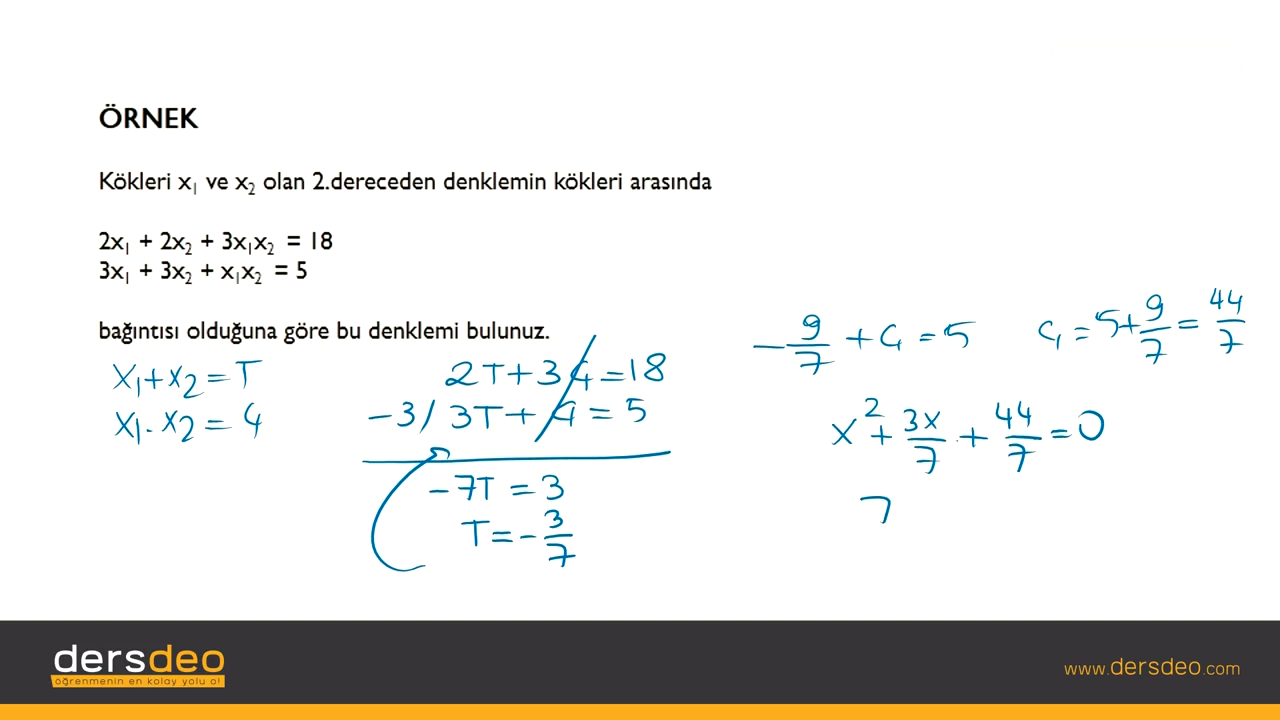 ÖRNEK
Kökleri x₁ ve x₂ olan 2.dereceden denklemin kökleri arasında
2x₁ + 2x₂ + 3x₁x₂ = 18
3x₁ + 3x₂ + x₁x₂ = 5
bağıntısı olduğuna göre bu denklemi bulunuz.
x₁+x₂=T
x₁.x₂=Ç
2T+3Ç=18
-3/ 3T+Ç=5
-7T=3
T=-3/7
-9/7+Ç=5
Ç=5+9/7=44/7
x²+3x/7+44/7=0
7
dersdeo
öğrenmenin en kolay yolu o!
www.dersdeo.com